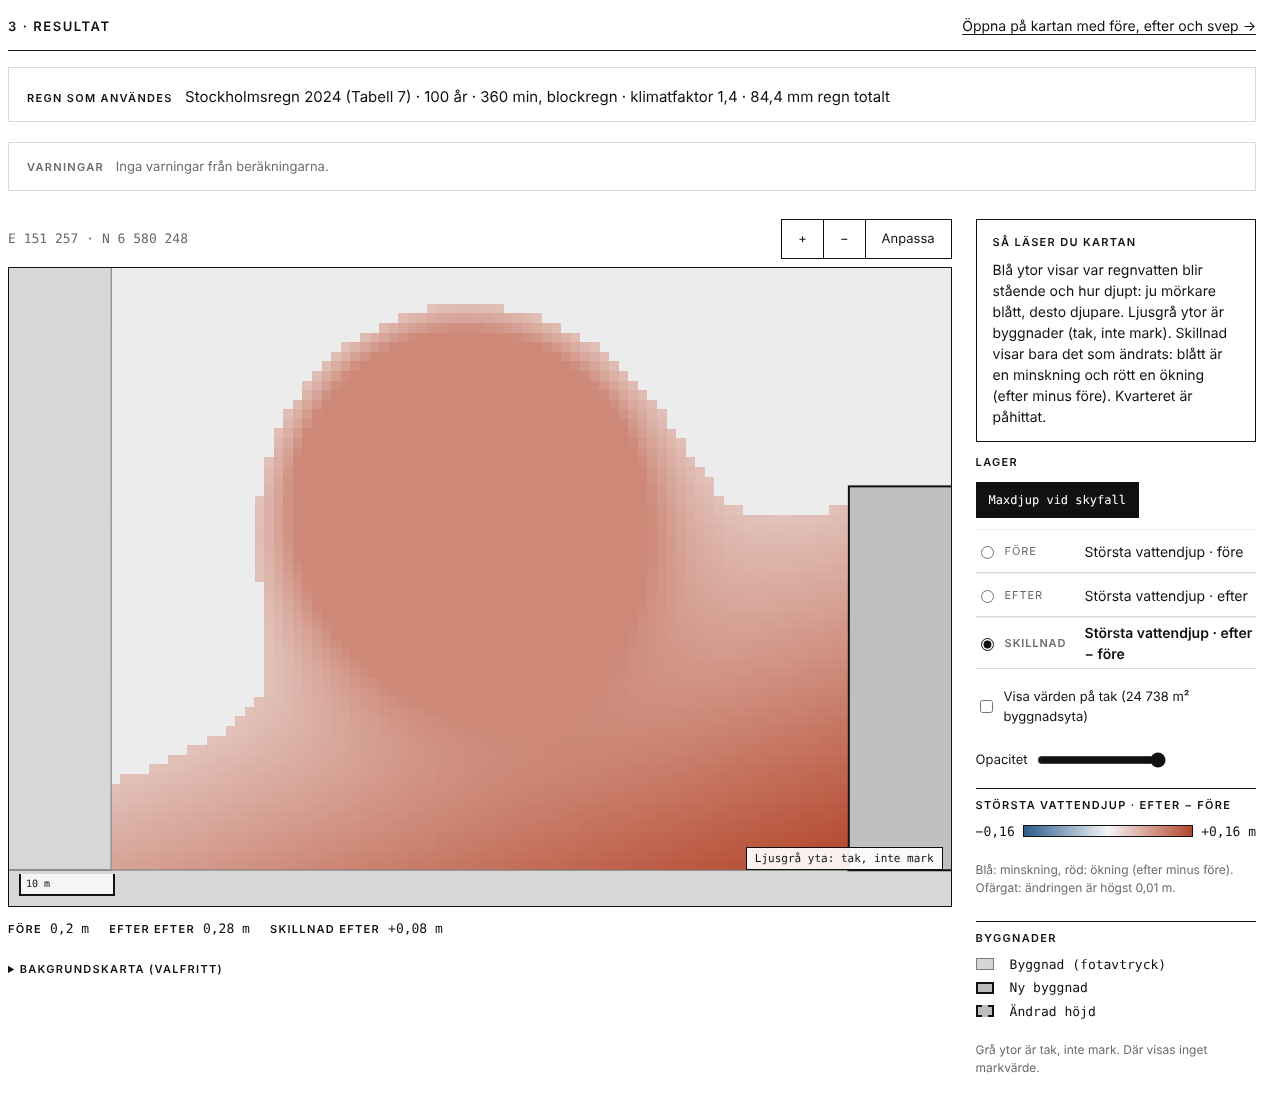 3 · RESULTAT
Öppna på kartan med före, efter och svep →
REGN SOM ANVÄNDES Stockholmsregn 2024 (Tabell 7) · 100 år · 360 min, blockregn · klimatfaktor 1,4 · 84,4 mm regn totalt
VARNINGAR Inga varningar från beräkningarna.
E 151 257 · N 6 580 248
+ − Anpassa
Ljusgrå yta: tak, inte mark
10 m
FÖRE 0,2 m EFTER EFTER 0,28 m SKILLNAD EFTER +0,08 m
▸ BAKGRUNDSKARTA (VALFRITT)
SÅ LÄSER DU KARTAN
Blå ytor visar var regnvatten blir
stående och hur djupt: ju mörkare
blått, desto djupare. Ljusgrå ytor är
byggnader (tak, inte mark). Skillnad
visar bara det som ändrats: blått är
en minskning och rött en ökning
(efter minus före). Kvarteret är
påhittat.
LAGER
Maxdjup vid skyfall
FÖRE Största vattendjup · före
EFTER Största vattendjup · efter
SKILLNAD Största vattendjup · efter
− före
Visa värden på tak (24 738 m²
byggnadsyta)
Opacitet
STÖRSTA VATTENDJUP · EFTER − FÖRE
−0,16 +0,16 m
Blå: minskning, röd: ökning (efter minus före).
Ofärgat: ändringen är högst 0,01 m.
BYGGNADER
Byggnad (fotavtryck)
Ny byggnad
Ändrad höjd
Grå ytor är tak, inte mark. Där visas inget
markvärde.